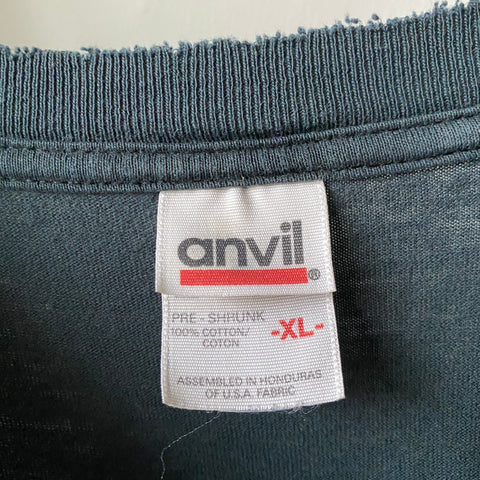 anvil
®
PRE - SHRUNK
100% COTTON/
COTON
-XL-
ASSEMBLED IN HONDURAS
OF U.S.A. FABRIC